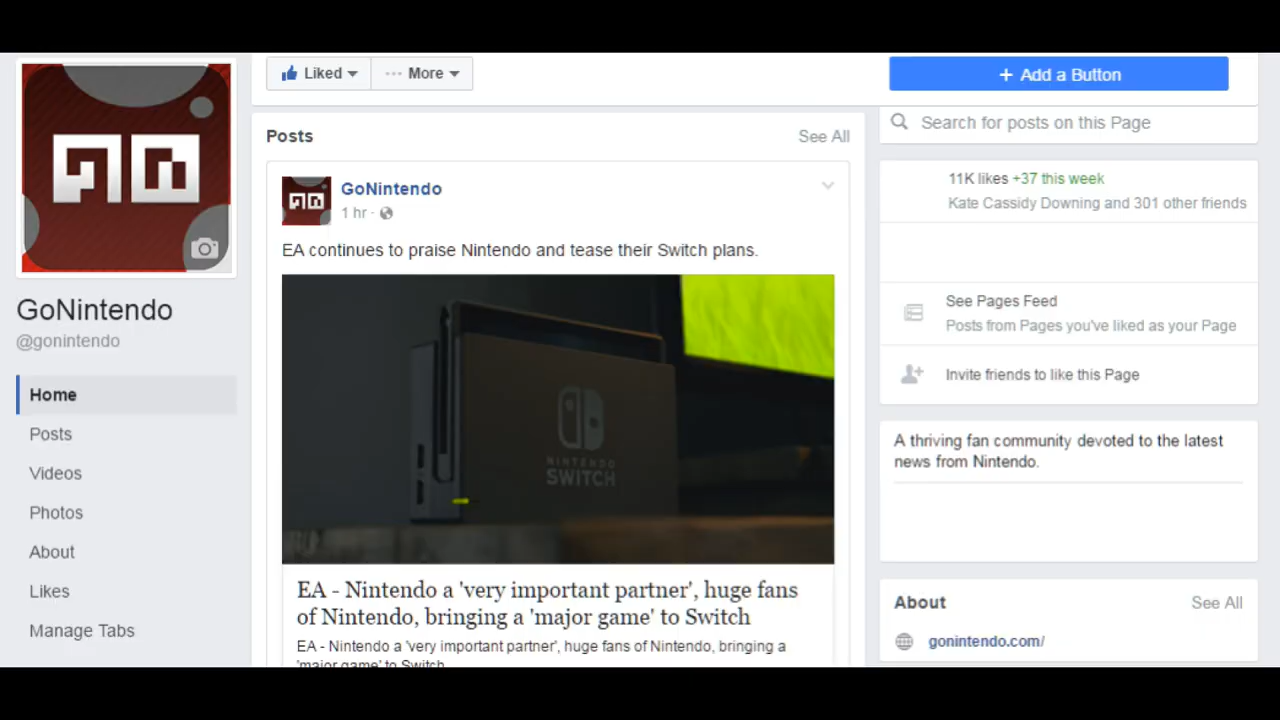 Liked
More
+ Add a Button
Posts
See All
Search for posts on this Page
GoNintendo
1 hr ·
EA continues to praise Nintendo and tease their Switch plans.
NINTENDO
SWITCH
EA - Nintendo a 'very important partner', huge fans
of Nintendo, bringing a 'major game' to Switch
EA - Nintendo a 'very important partner', huge fans of Nintendo, bringing a
'major game' to Switch
GoNintendo
@gonintendo
Home
Posts
Videos
Photos
About
Likes
Manage Tabs
11K likes +37 this week
Kate Cassidy Downing and 301 other friends
See Pages Feed
Posts from Pages you've liked as your Page
Invite friends to like this Page
A thriving fan community devoted to the latest
news from Nintendo.
About
See All
gonintendo.com/